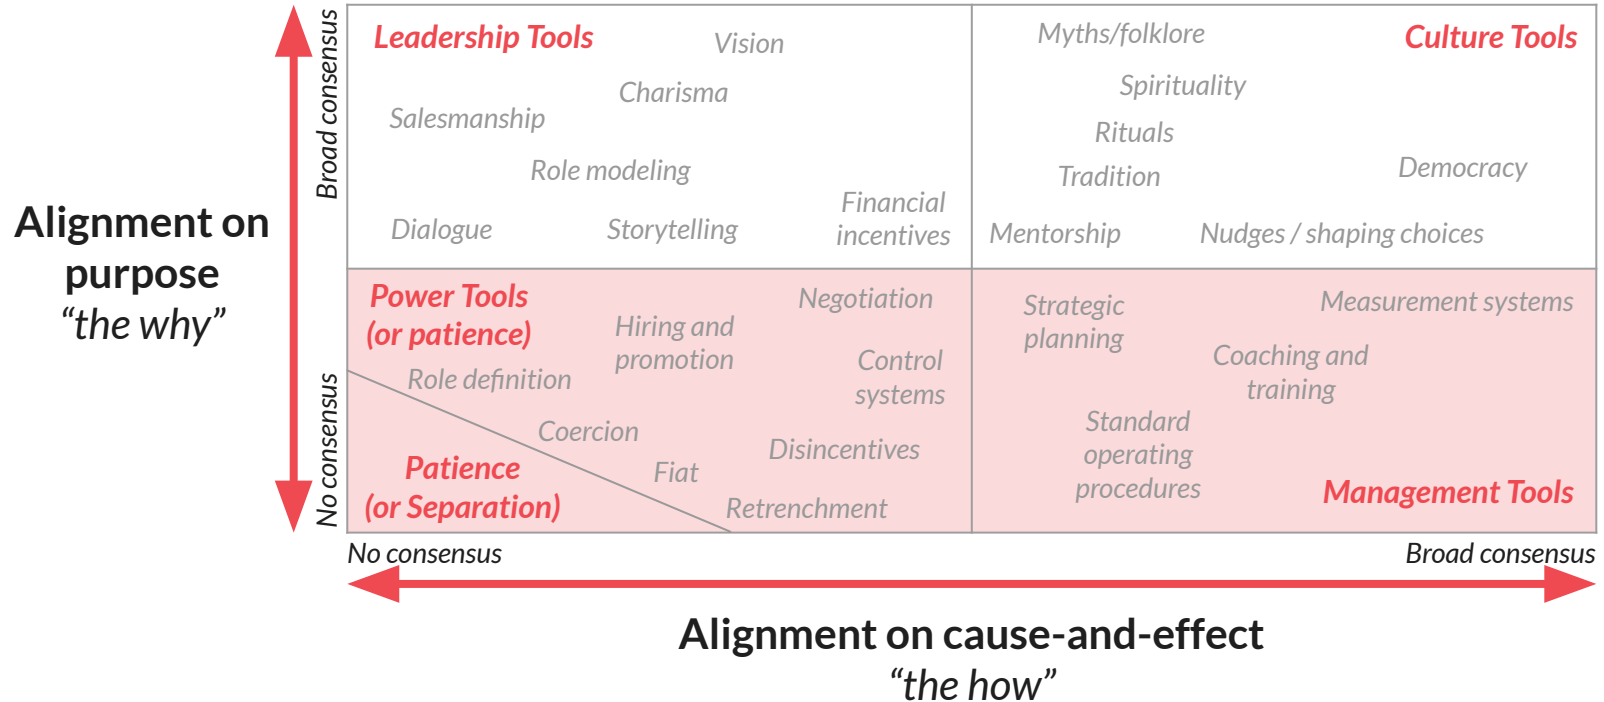 Broad consensus
No consensus
Alignment on
purpose
“the why”
Leadership Tools
Vision
Charisma
Salesmanship
Role modeling
Financial
incentives
Dialogue
Storytelling
Myths/folklore
Culture Tools
Spirituality
Rituals
Tradition
Democracy
Mentorship
Nudges / shaping choices
Power Tools
(or patience)
Negotiation
Hiring and
promotion
Control
systems
Role definition
Coercion
Disincentives
Fiat
Retrenchment
Patience
(or Separation)
Strategic
planning
Measurement systems
Coaching and
training
Standard
operating
procedures
Management Tools
No consensus
Broad consensus
Alignment on cause-and-effect
“the how”